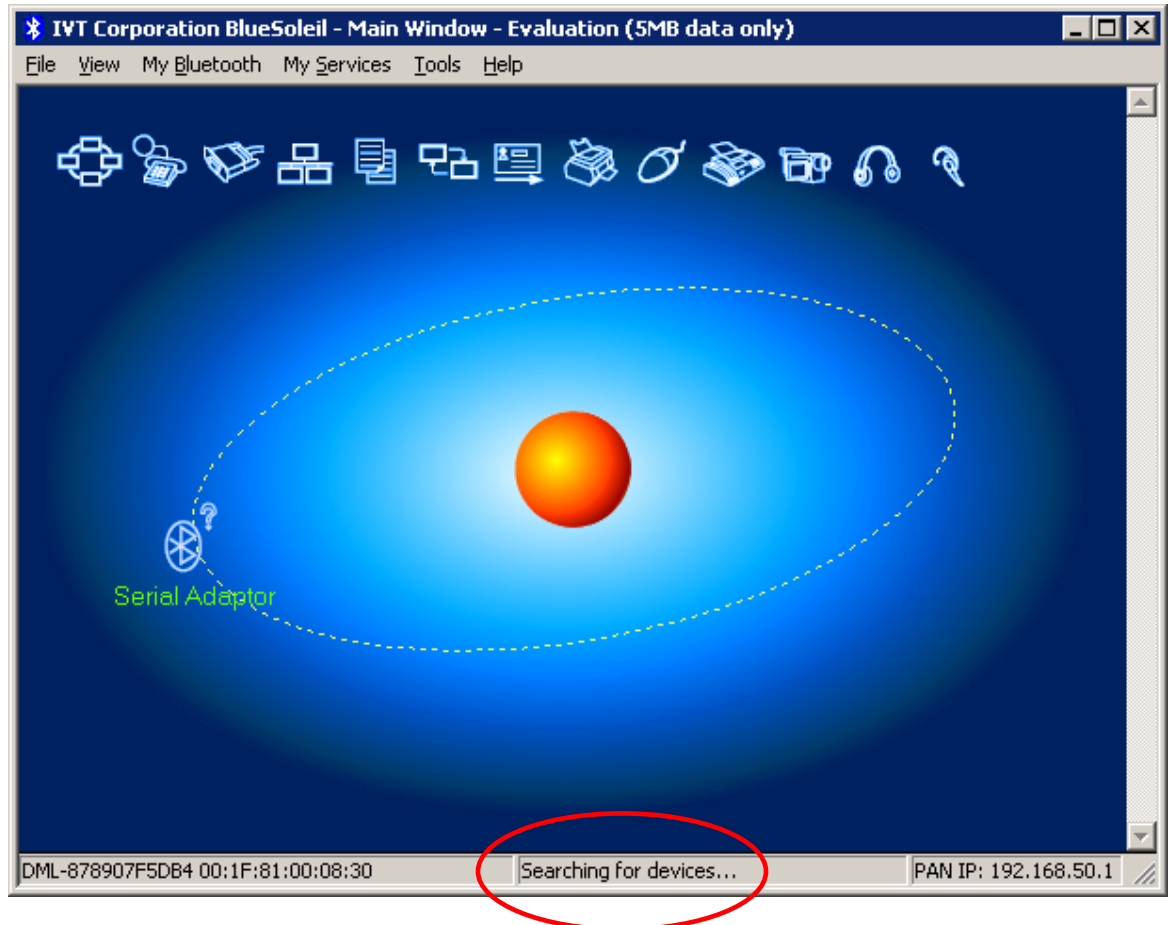 IVT Corporation BlueSoleil - Main Window - Evaluation (5MB data only)
File View My Bluetooth My Services Tools Help
?
Serial Adaptor
DML-878907F5DB4 00:1F:81:00:08:30 Searching for devices... PAN IP: 192.168.50.1